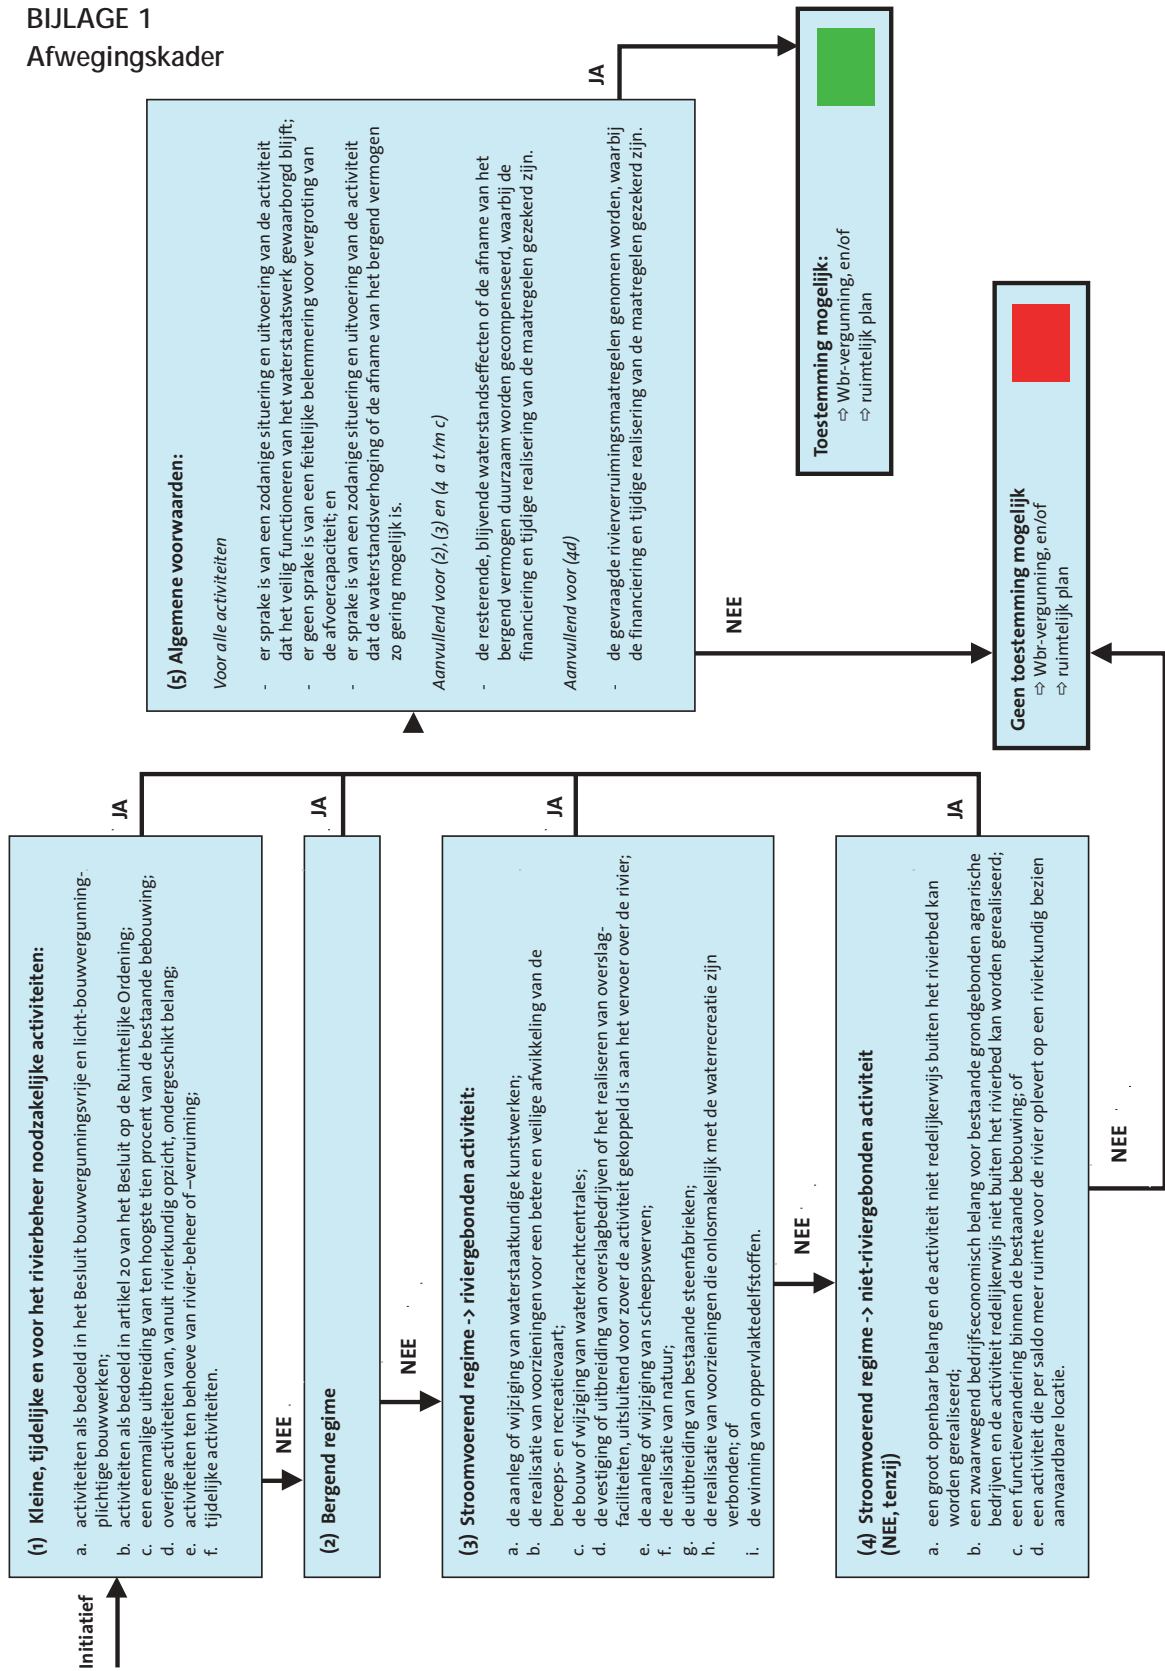 BIJLAGE 1
Afwegingskader
Initiatief
(1) Kleine, tijdelijke en voor het rivierbeheer noodzakelijke activiteiten:
a. activiteiten als bedoeld in het Besluit bouwvergunningsvrije en licht-bouwvergunning-
plichtige bouwwerken;
b. activiteiten als bedoeld in artikel 20 van het Besluit op de Ruimtelijke Ordening;
c. een eenmalige uitbreiding van ten hoogste tien procent van de bestaande bebouwing;
d. overige activiteiten van, vanuit rivierkundig opzicht, ondergeschikt belang;
e. activiteiten ten behoeve van rivier-beheer of –verruiming;
f. tijdelijke activiteiten.
JA
NEE
(2) Bergend regime
JA
NEE
(3) Stroomvoerend regime -> riviergebonden activiteit:
a. de aanleg of wijziging van waterstaatkundige kunstwerken;
b. de realisatie van voorzieningen voor een betere en veilige afwikkeling van de
beroeps- en recreatievaart;
c. de bouw of wijziging van waterkrachtcentrales;
d. de vestiging of uitbreiding van overslagbedrijven of het realiseren van overslag-
faciliteiten, uitsluitend voor zover de activiteit gekoppeld is aan het vervoer over de rivier;
e. de aanleg of wijziging van scheepswerven;
f. de realisatie van natuur;
g. de uitbreiding van bestaande steenfabrieken;
h. de realisatie van voorzieningen die onlosmakelijk met de waterrecreatie zijn
verbonden; of
i. de winning van oppervlaktedelfstoffen.
JA
NEE
(4) Stroomvoerend regime -> niet-riviergebonden activiteit
(NEE, tenzij)
a. een groot openbaar belang en de activiteit niet redelijkerwijs buiten het rivierbed kan
worden gerealiseerd;
b. een zwaarwegend bedrijfseconomisch belang voor bestaande grondgebonden agrarische
bedrijven en de activiteit redelijkerwijs niet buiten het rivierbed kan worden gerealiseerd;
c. een functieverandering binnen de bestaande bebouwing; of
d. een activiteit die per saldo meer ruimte voor de rivier oplevert op een rivierkundig bezien
aanvaardbare locatie.
JA
NEE
(5) Algemene voorwaarden:
Voor alle activiteiten
- er sprake is van een zodanige situering en uitvoering van de activiteit
dat het veilig functioneren van het waterstaatswerk gewaarborgd blijft;
- er geen sprake is van een feitelijke belemmering voor vergroting van
de afvoercapaciteit; en
- er sprake is van een zodanige situering en uitvoering van de activiteit
dat de waterstandsverhoging of de afname van het bergend vermogen
zo gering mogelijk is.
Aanvullend voor (2), (3) en (4 a t/m c)
- de resterende, blijvende waterstandseffecten of de afname van het
bergend vermogen duurzaam worden gecompenseerd, waarbij de
financiering en tijdige realisering van de maatregelen gezekerd zijn.
Aanvullend voor (4d)
- de gevraagde rivierverruimingsmaatregelen genomen worden, waarbij
de financiering en tijdige realisering van de maatregelen gezekerd zijn.
JA
NEE
Toestemming mogelijk:
⇨ Wbr-vergunning, en/of
⇨ ruimtelijk plan
Geen toestemming mogelijk
⇨ Wbr-vergunning, en/of
⇨ ruimtelijk plan